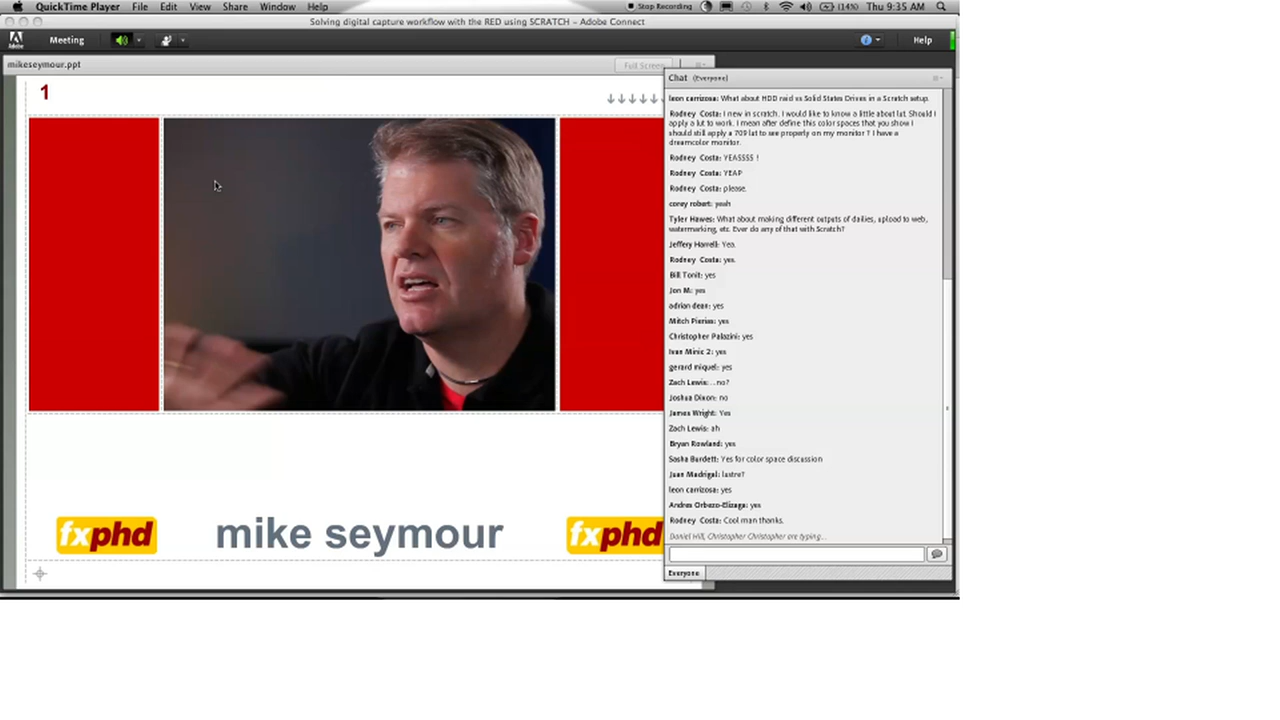 QuickTime Player File Edit View Share Window Help Stop Recording (14%) Thu 9:35 AM
Solving digital capture workflow with the RED using SCRATCH – Adobe Connect
Adobe Meeting Help
mikeseymour.ppt Full Screen
Chat (Everyone)
1
leon carrizosa: What about HDD raid vs Solid States Drives in a Scratch setup.
Rodney Costa: I new in scratch. I would like to know a little about lut. Should I
apply a lut to work. I mean after define this color spaces that you show I
should still apply a 709 lut to see properly on my monitor ? I have a
dreamcolor monitor.
Rodney Costa: YEASSSS !
Rodney Costa: YEAP
Rodney Costa: please.
corey robert: yeah
Tyler Hawes: What about making different outputs of dailies, upload to web,
watermarking, etc. Ever do any of that with Scratch?
Jeffery Harrell: Yea.
Rodney Costa: yes.
Bill Tonit: yes
Jon M: yes
adrian dean: yes
Mitch Pieries: yes
Christopher Palazini: yes
Ivan Minic 2: yes
gerard miquel: yes
Zach Lewis: ...no?
Joshua Dixon: no
James Wright: Yes
Zach Lewis: ah
Bryan Rowland: yes
Sasha Burdett: Yes for color space discussion
Juan Madrigal: lustre?
leon carrizosa: yes
Andres Orbezo-Elizaga: yes
Rodney Costa: Cool man thanks.
Daniel Hill, Christopher Christopher are typing...
Everyone
fxphd mike seymour fxphd